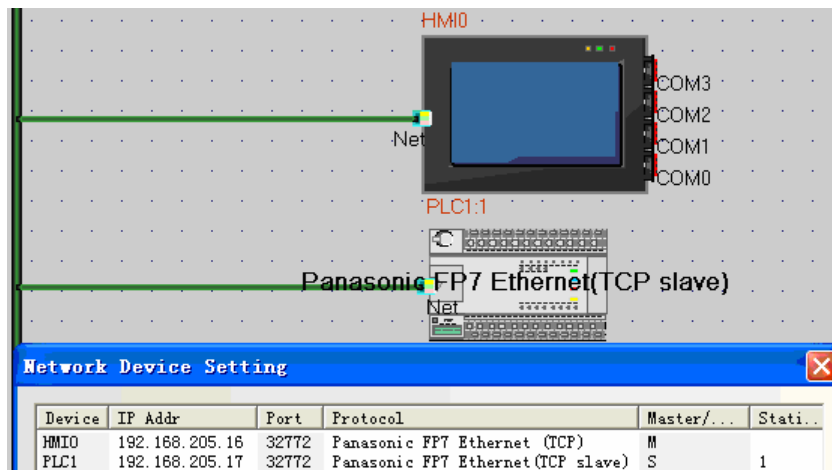 HMI0
COM3
COM2
Net
COM1
COM0
PLC1:1
Panasonic FP7 Ethernet(TCP slave)
Net
Network Device Setting
Device IP Addr Port Protocol Master/... Stati..
HMI0 192.168.205.16 32772 Panasonic FP7 Ethernet (TCP) M
PLC1 192.168.205.17 32772 Panasonic FP7 Ethernet(TCP slave) S 1